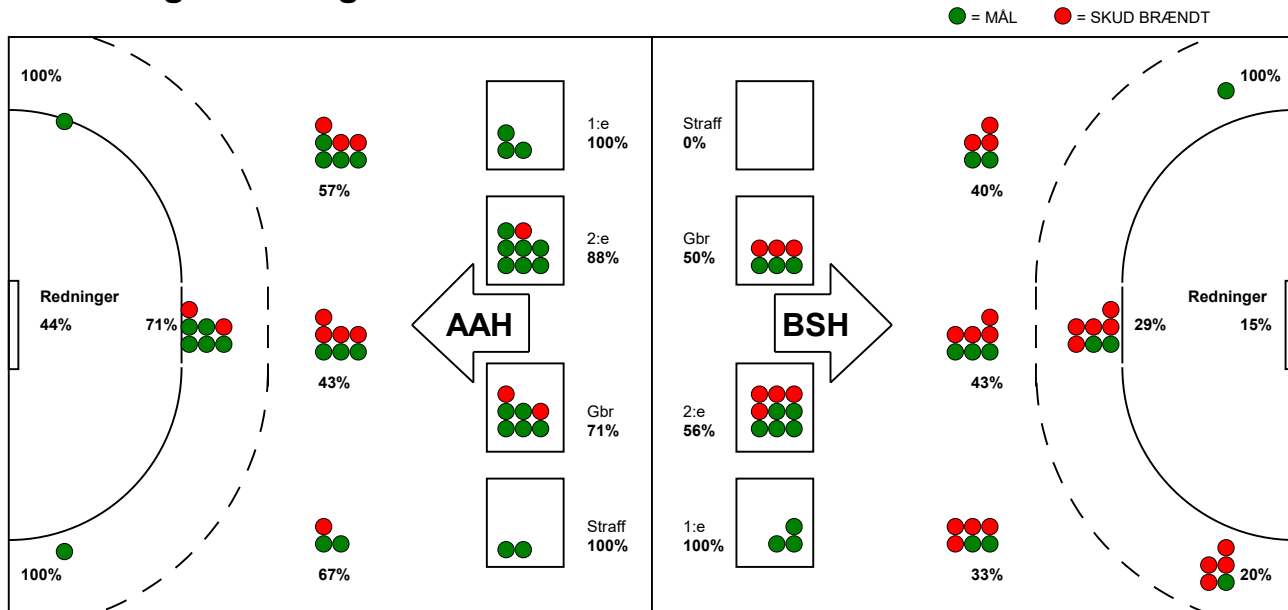 = MÅL = SKUD BRÆNDT
100%
57%
1:e
100%
2:e
88%
Redninger
44%
71%
43%
AAH
Gbr
71%
Straff
100%
100%
67%
Straff
0%
40%
100%
Gbr
50%
BSH
Redninger
15%
29%
43%
2:e
56%
1:e
100%
33%
20%